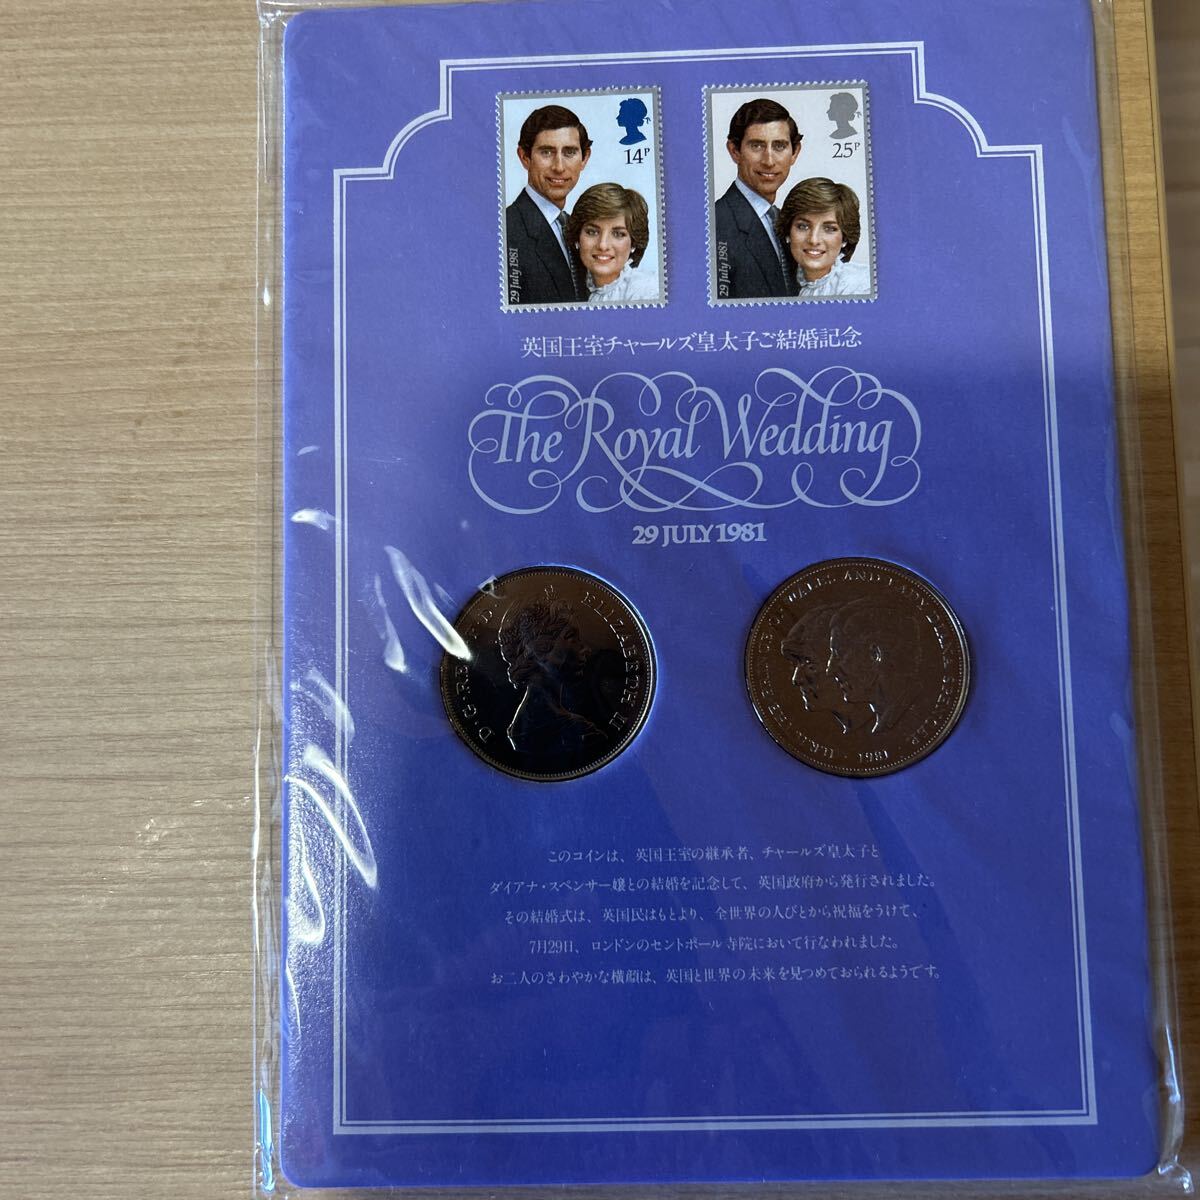 14P
29 July 1981
25P
29 July 1981
英国王室チャールズ皇太子ご結婚記念
The Royal Wedding
29 JULY 1981
D·G·REG·F·D· ELIZABETH II
H.R.H. THE PRINCE OF WALES AND LADY DIANA SPENCER · 1981 ·
このコインは、英国王室の継承者、チャールズ皇太子と
ダイアナ・スペンサー嬢との結婚を記念して、英国政府から発行されました。
その結婚式は、英国民はもとより、全世界の人びとから祝福をうけて、
7月29日、ロンドンのセントポール寺院において行なわれました。
お二人のさわやかな横顔は、英国と世界の未来を見つめておられるようです。